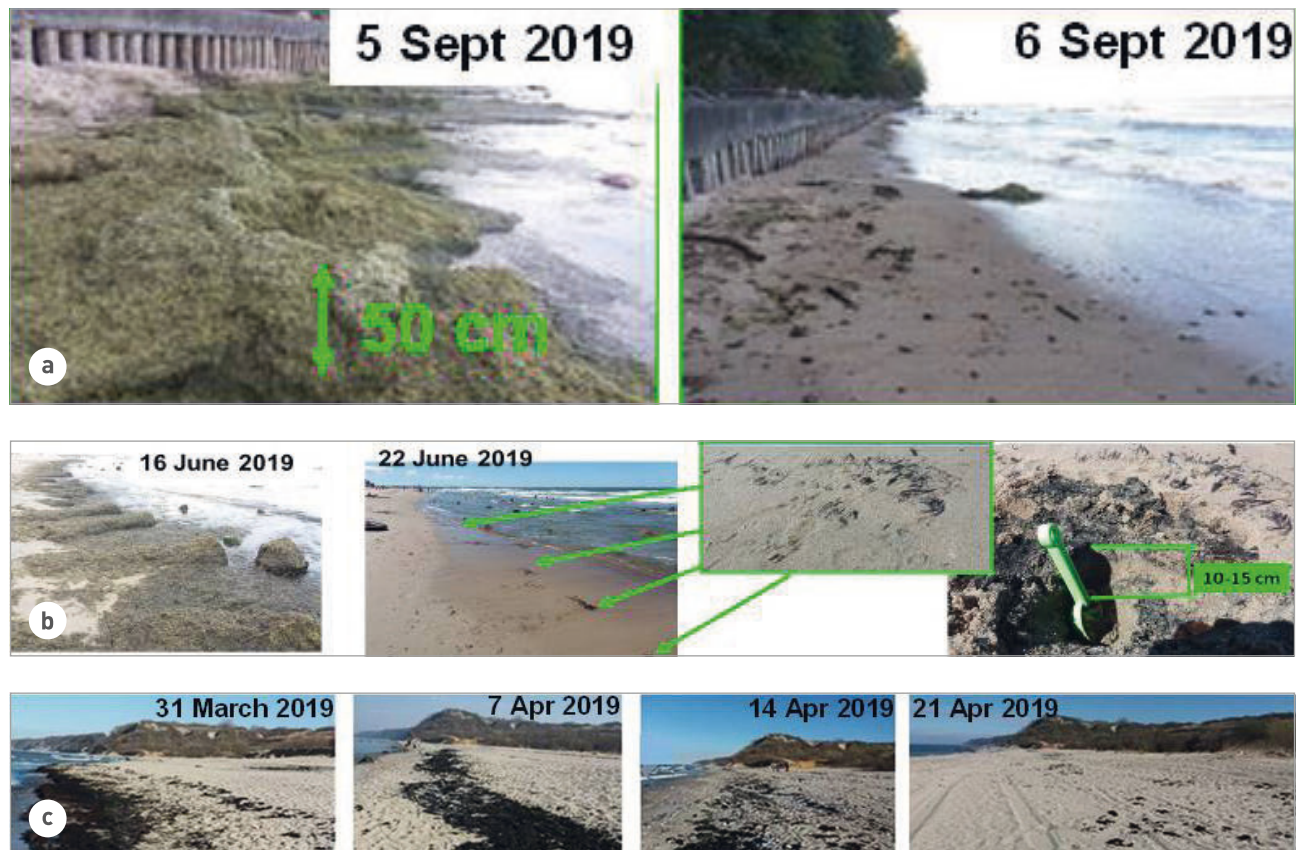 5 Sept 2019
6 Sept 2019
50 cm
a
16 June 2019
22 June 2019
10-15 cm
b
31 March 2019
7 Apr 2019
14 Apr 2019
21 Apr 2019
c